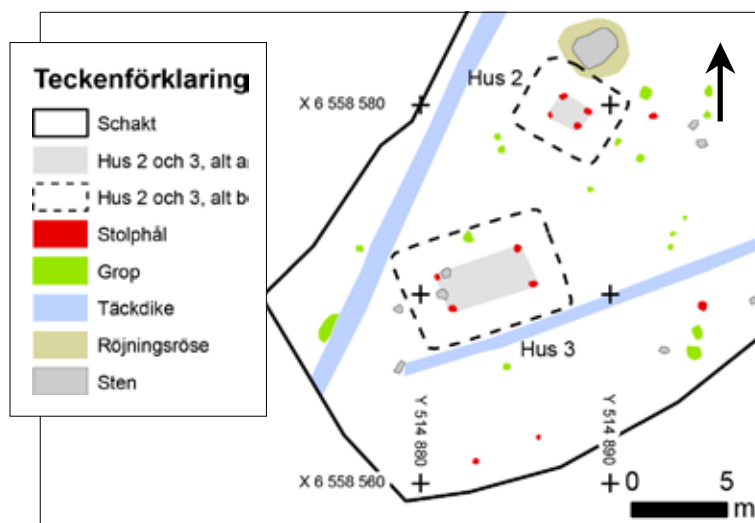 Teckenförklaring
Schakt
Hus 2 och 3, alt
Hus 2 och 3, alt
Stolphål
Grop
Täckdike
Röjningsröse
Sten
Hus 2
X 6 558 580
Hus 3
Y 514 880
Y 514 890
X 6 558 560
0 5
m